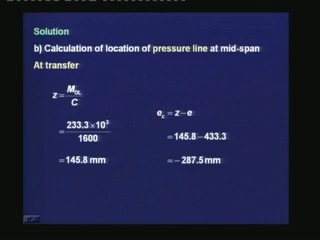 Solution
b) Calculation of location of pressure line at mid-span
At transfer
z = M_DL / C
= 233.3×10³ / 1600
= 145.8 mm
e_c = z – e
= 145.8 – 433.3
= – 287.5 mm